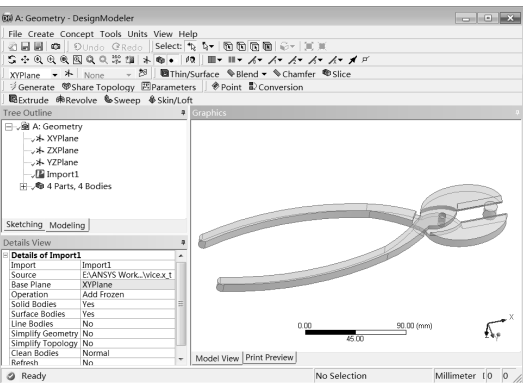 A: Geometry - DesignModeler
File Create Concept Tools Units View Help
Undo Redo Select:
XYPlane None Thin/Surface Blend Chamfer Slice
Generate Share Topology Parameters Point Conversion
Extrude Revolve Sweep Skin/Loft
Tree Outline
A: Geometry
XYPlane
ZXPlane
YZPlane
Import1
4 Parts, 4 Bodies
Sketching Modeling
Details View
Details of Import1
Import Import1
Source E:\ANSYS Work...\vice.x_t
Base Plane XYPlane
Operation Add Frozen
Solid Bodies Yes
Surface Bodies Yes
Line Bodies No
Simplify Geometry No
Simplify Topology No
Clean Bodies Normal
Refresh No
Graphics
0.00 90.00 (mm)
45.00
X
Model View Print Preview
Ready No Selection Millimeter 0 0